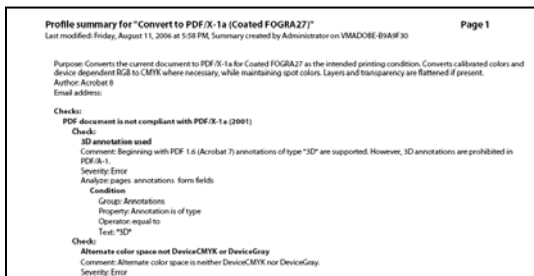 Profile summary for "Convert to PDF/X-1a (Coated FOGRA27)" Page 1
Last modified: Friday, August 11, 2006 at 5:58 PM, Summary created by Administrator on VMADOBE-B9A9F30
Purpose: Converts the current document to PDF/X-1a for Coated FOGRA27 as the intended printing condition. Converts calibrated colors and
device dependent RGB to CMYK where necessary, while maintaining spot colors. Layers and transparency are flattened if present.
Author: Acrobat 8
Email address:
Checks:
PDF document is not compliant with PDF/X-1a (2001)
Check:
3D annotation used
Comment: Beginning with PDF 1.6 (Acrobat 7) annotations of type "3D" are supported. However, 3D annotations are prohibited in
PDF/A-1.
Severity: Error
Analyze: pages annotations form fields
Condition
Group: Annotations
Property: Annotation is of type
Operator: equal to
Text: "3D"
Check:
Alternate color space not DeviceCMYK or DeviceGray
Comment: Alternate color space is neither DeviceCMYK nor DeviceGray.
Severity: Error